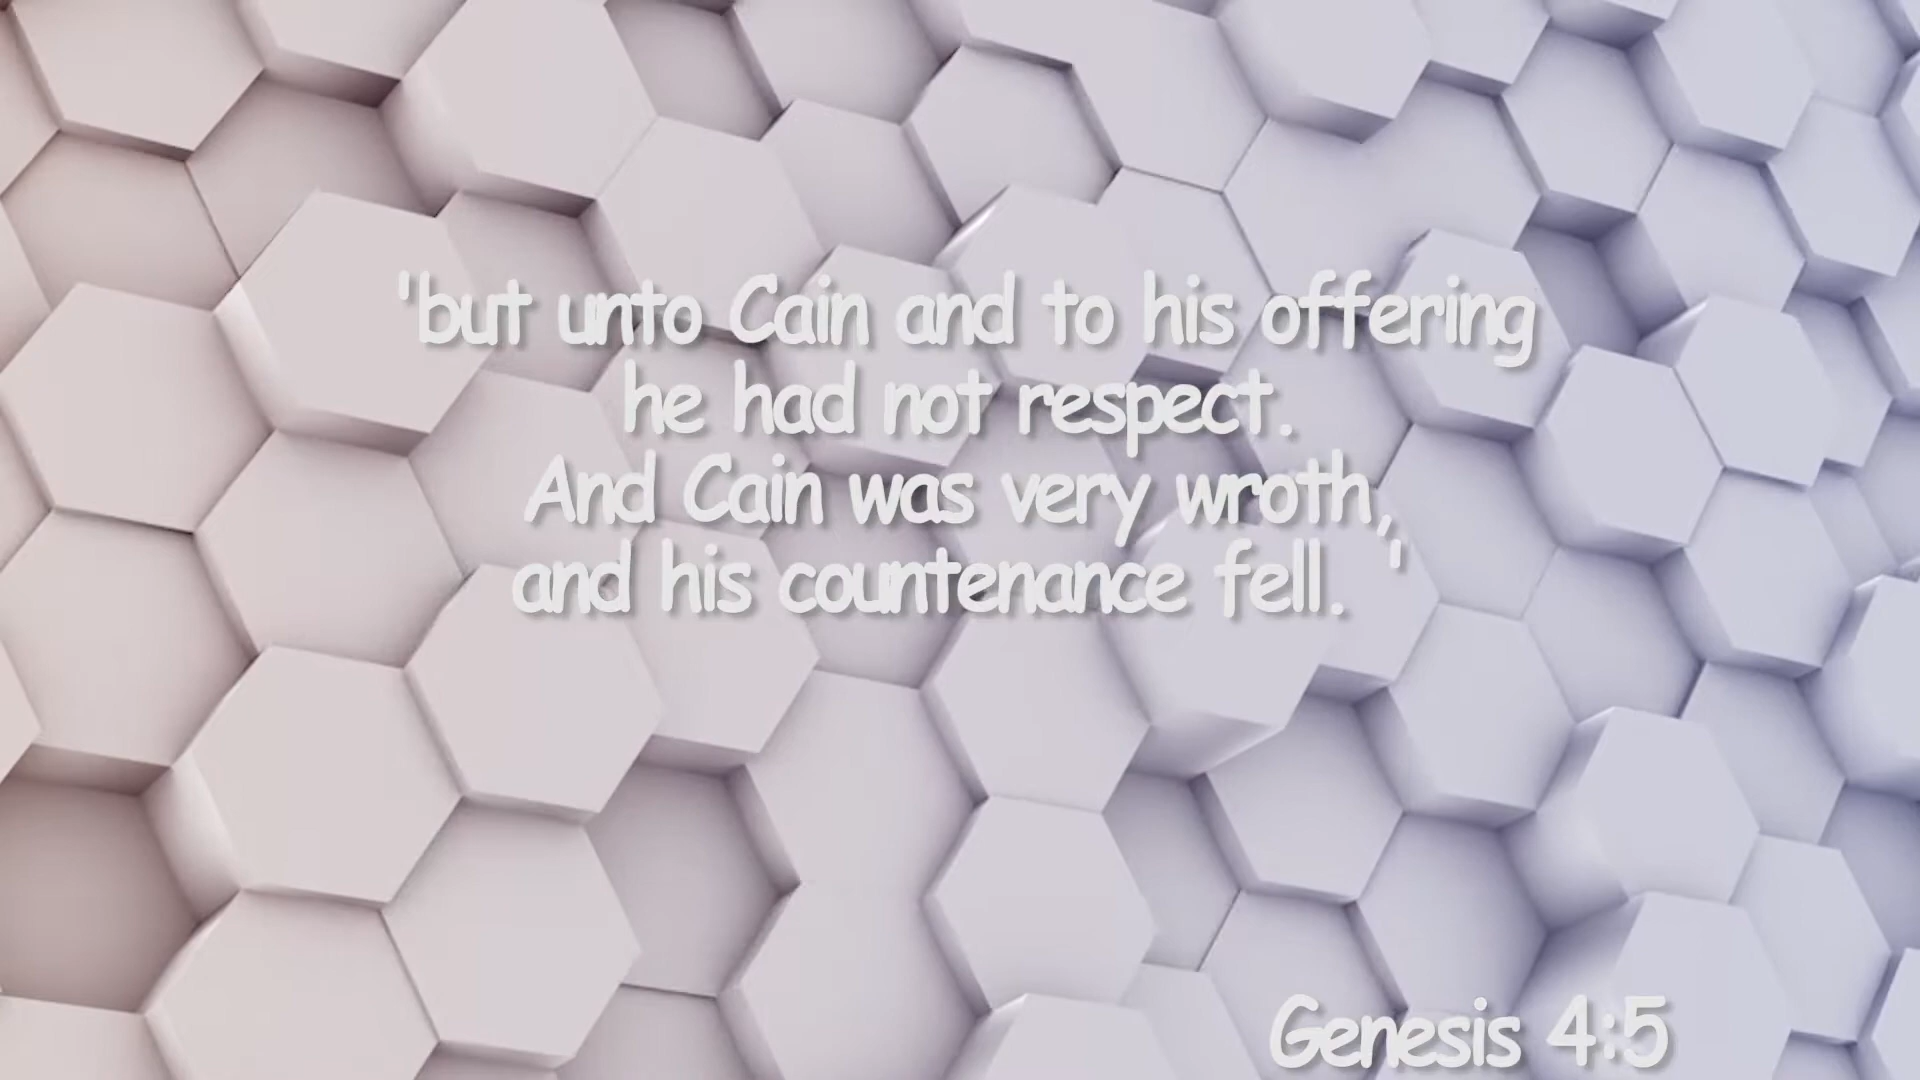 'but unto Cain and to his offering
he had not respect.
And Cain was very wroth,
and his countenance fell.  '
Genesis 4:5